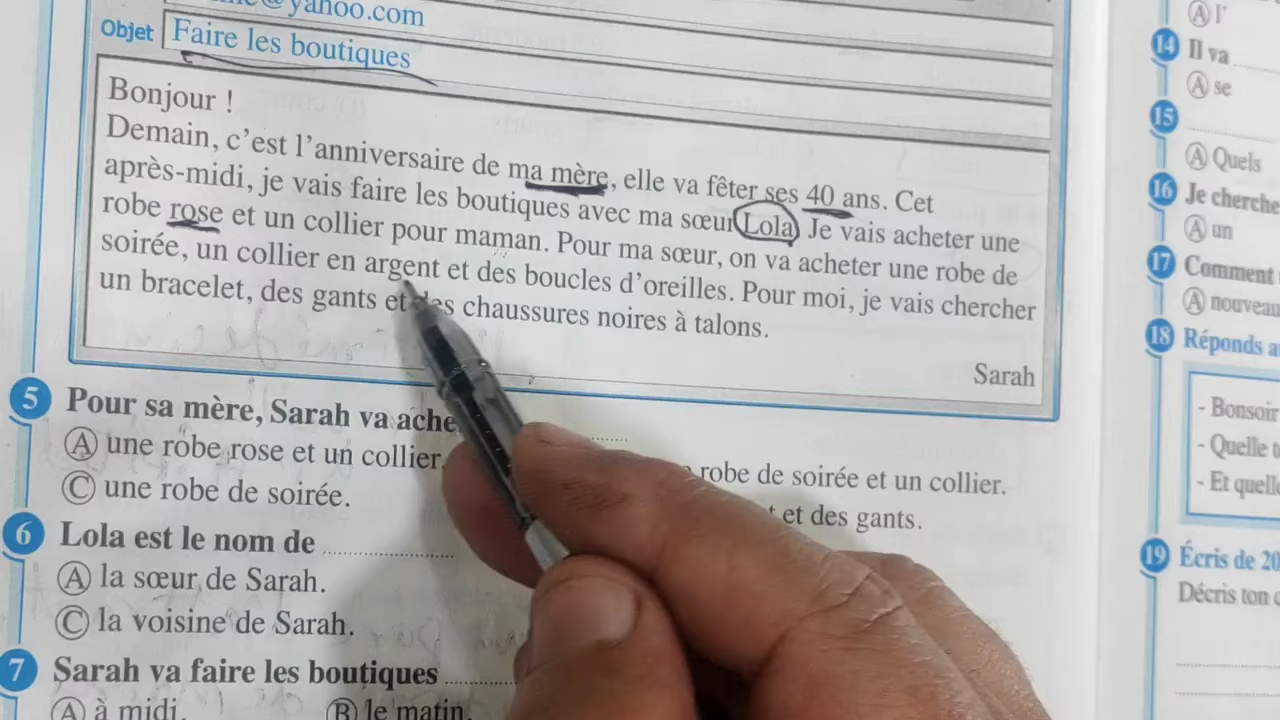 @yahoo.com
Objet Faire les boutiques
Bonjour !
Demain, c'est l'anniversaire de ma mère, elle va fêter ses 40 ans. Cet
après-midi, je vais faire les boutiques avec ma sœur Lola. Je vais acheter une
robe rose et un collier pour maman. Pour ma sœur, on va acheter une robe de
soirée, un collier en argent et des boucles d'oreilles. Pour moi, je vais chercher
un bracelet, des gants et des chaussures noires à talons.
Sarah
5 Pour sa mère, Sarah va
A une robe rose et un collier.
robe de soirée et un collier.
C une robe de soirée.
et des gants.
6 Lola est le nom de ....................
A la sœur de Sarah.
C la voisine de Sarah.
7 Sarah va faire les boutiques ............
A à midi.
B le matin.
A l'
14 Il va
A se
15
A Quels
16 Je cherche
A un
17 Comment
A
18 Réponds
- Bonsoir
- Quelle
- Et
19 Écris de 20
Décris ton